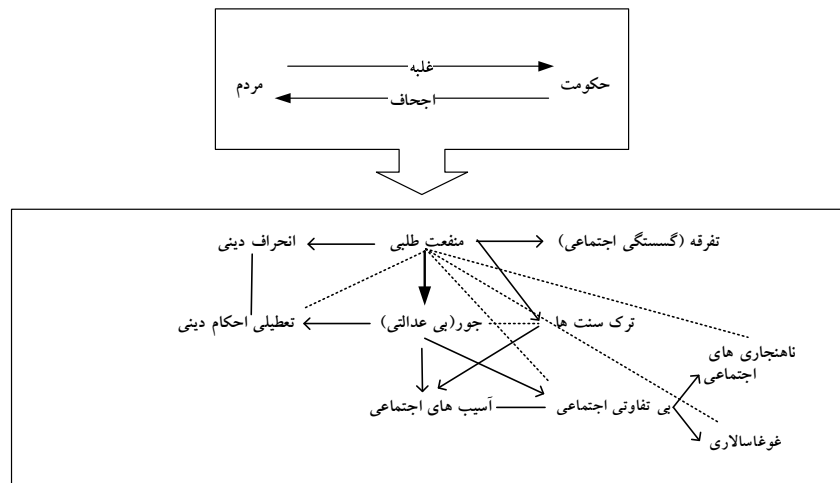 غلبه
حکومت
مردم
اجحاف
تفرقه (گسستگی اجتماعی)
منفعت طلبی
انحراف دینی
ترک سنت ها
جور(بی عدالتی)
تعطیلی احکام دینی
ناهنجاری های
اجتماعی
بی تفاوتی اجتماعی
آسیب های اجتماعی
غوغاسالاری